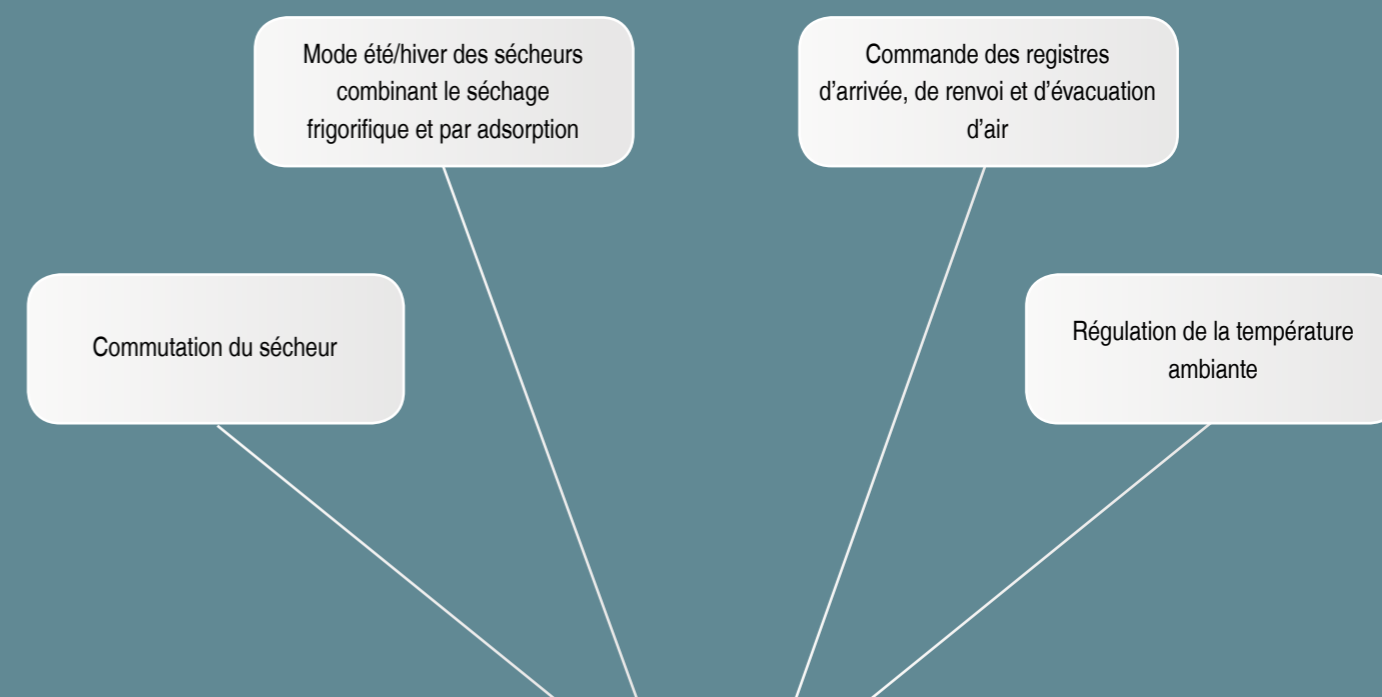 Mode été/hiver des sécheurs
combinant le séchage
frigorifique et par adsorption
Commande des registres
d'arrivée, de renvoi et d'évacuation
d'air
Commutation du sécheur
Régulation de la température
ambiante